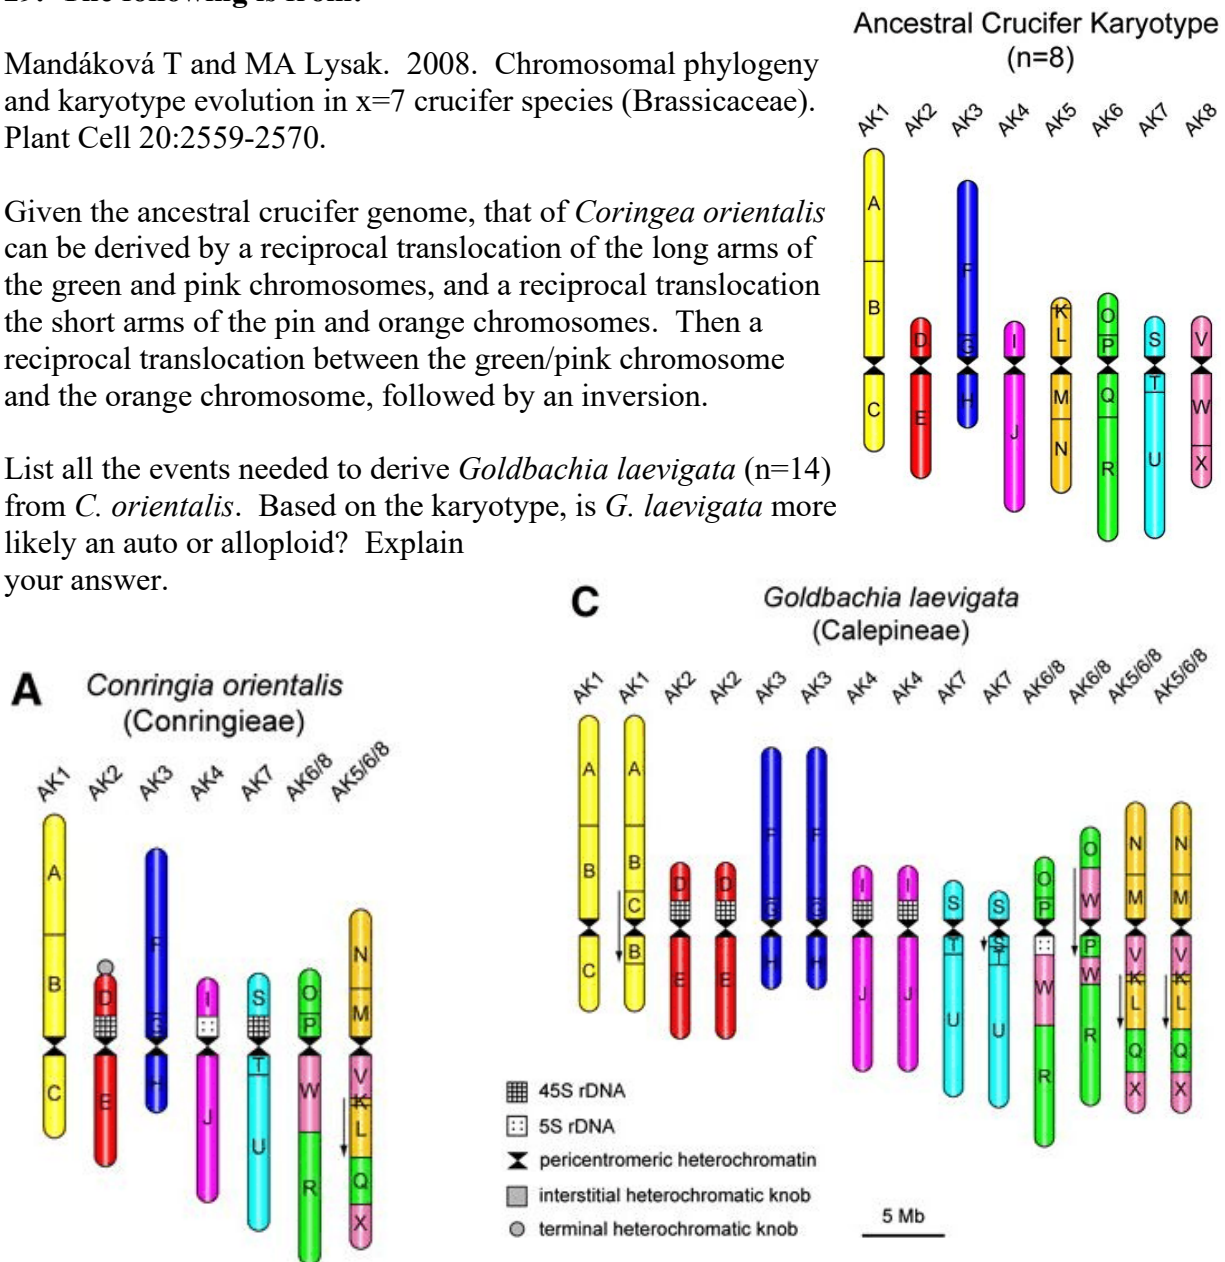 29. The following is from:
Mandáková T and MA Lysak. 2008. Chromosomal phylogeny
and karyotype evolution in x=7 crucifer species (Brassicaceae).
Plant Cell 20:2559-2570.
Given the ancestral crucifer genome, that of Coringea orientalis
can be derived by a reciprocal translocation of the long arms of
the green and pink chromosomes, and a reciprocal translocation
the short arms of the pin and orange chromosomes. Then a
reciprocal translocation between the green/pink chromosome
and the orange chromosome, followed by an inversion.
List all the events needed to derive Goldbachia laevigata (n=14)
from C. orientalis. Based on the karyotype, is G. laevigata more
likely an auto or alloploid? Explain
your answer.
Ancestral Crucifer Karyotype
(n=8)
AK1 AK2 AK3 AK4 AK5 AK6 AK7 AK8
A B C
D E
F G H
I J
K L M N
O P Q R
S T U
V W X
A
Conringia orientalis
(Conringieae)
AK1 AK2 AK3 AK4 AK7 AK6/8 AK5/6/8
A B C
D E
F G H
I J
S T U
O P W R
N M V K L Q X
C
Goldbachia laevigata
(Calepineae)
AK1 AK1 AK2 AK2 AK3 AK3 AK4 AK4 AK7 AK7 AK6/8 AK6/8 AK5/6/8 AK5/6/8
A B C
A B C B
D E
D E
F G H
F G H
I J
I J
S T U
S S T U
O P W R
O W P W R
N M V K L Q X
N M V K L Q X
45S rDNA
5S rDNA
pericentromeric heterochromatin
interstitial heterochromatic knob
terminal heterochromatic knob
5 Mb